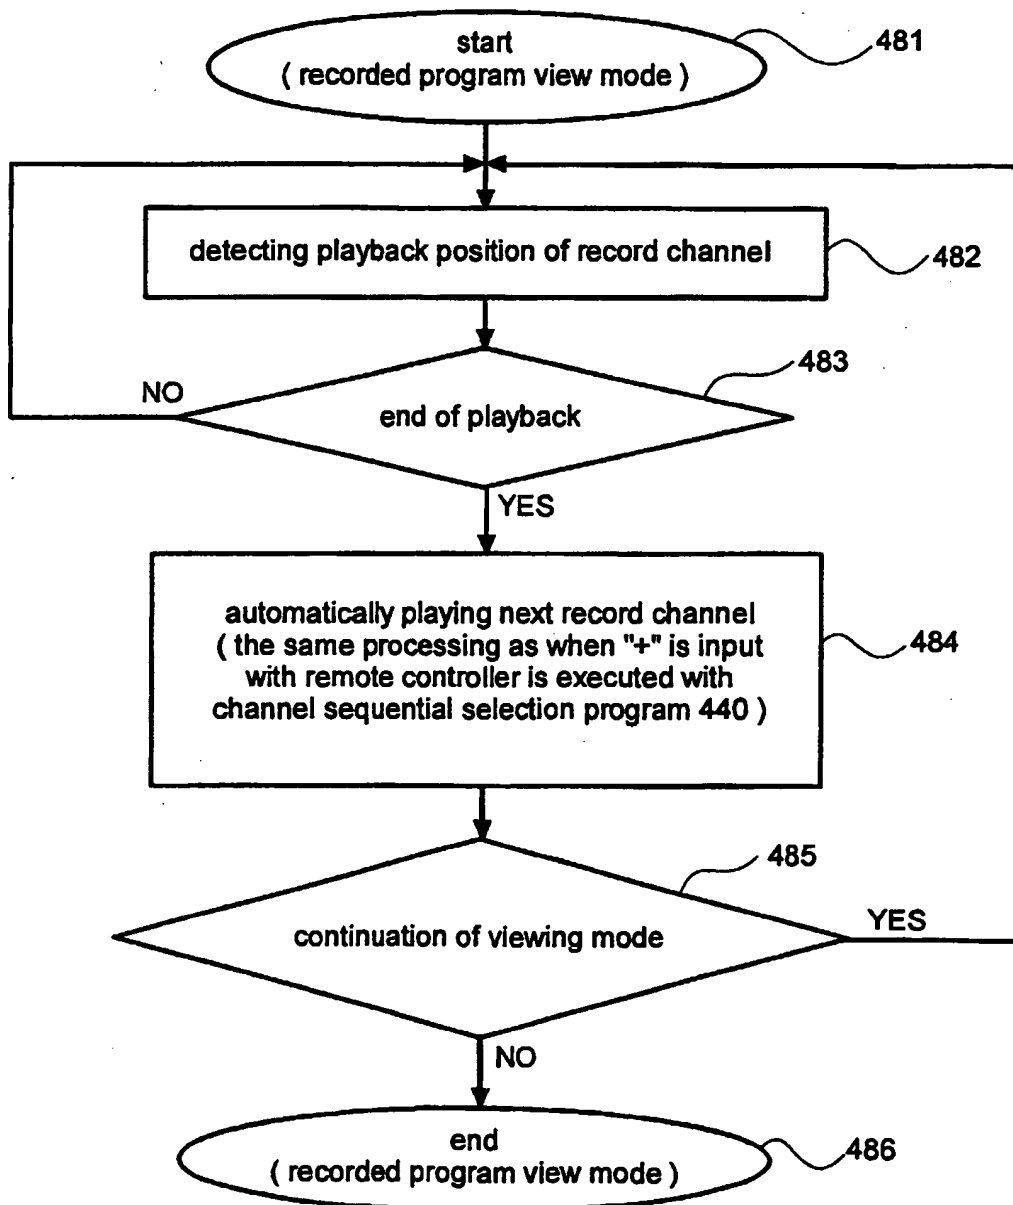 start
( recorded program view mode )
481
detecting playback position of record channel
482
483
NO
end of playback
YES
automatically playing next record channel
( the same processing as when "+" is input
with remote controller is executed with
channel sequential selection program 440 )
484
485
YES
continuation of viewing mode
NO
end
( recorded program view mode )
486